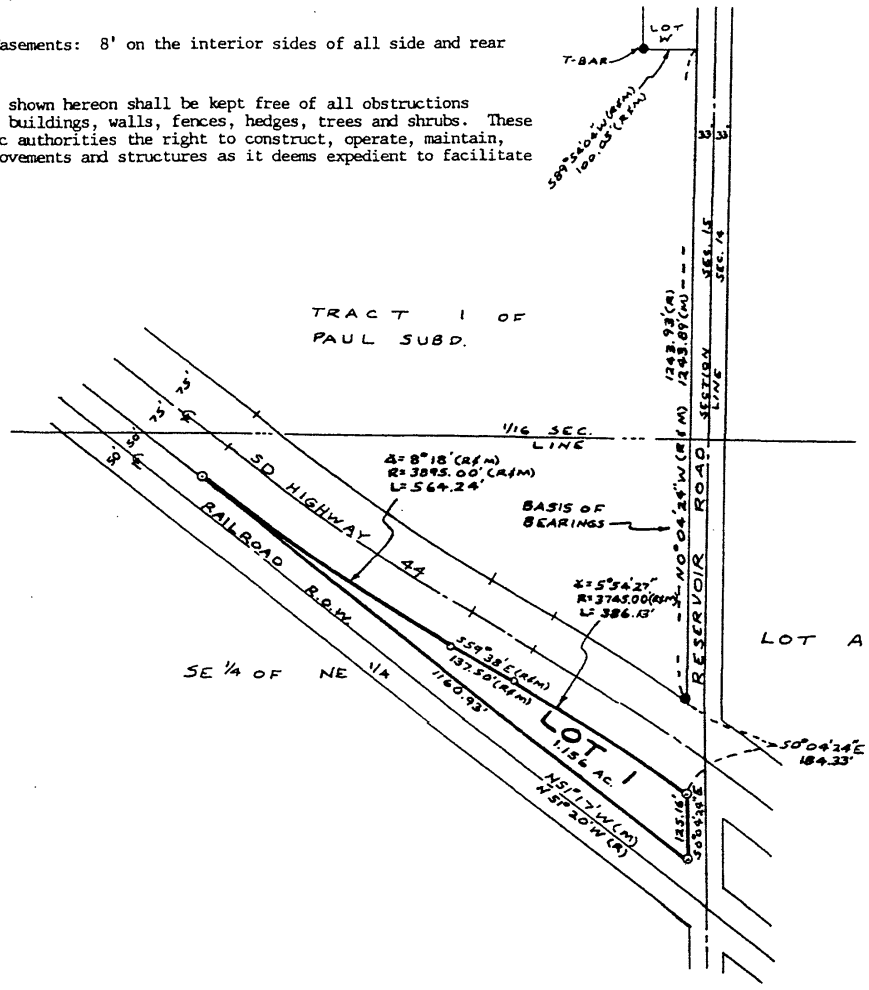 asements: 8' on the interior sides of all side and rear
shown hereon shall be kept free of all obstructions
buildings, walls, fences, hedges, trees and shrubs. These
c authorities the right to construct, operate, maintain,
ovements and structures as it deems expedient to facilitate
LOT
W
T-BAR
S89°54'04"W (R&M)
100.05' (R&M)
33' 33'
SEC. 15
SEC. 14
SECTION
LINE
TRACT 1 OF
PAUL SUBD.
1243.93' (R)
1243.89' (M)
N0°04'24"W (R&M)
1/16 SEC.
LINE
75' 75'
50' 50'
Δ= 8°18' (R&M)
R= 3895.00' (R&M)
L= 564.24'
SD HIGHWAY 44
BASIS OF
BEARINGS
RESERVOIR ROAD
RAILROAD R.O.W.
Δ= 5°54'27"
R= 3745.00' (R&M)
L= 386.13'
LOT A
S59°38'E (R&M)
137.50' (R&M)
SE 1/4 OF NE 1/4
1160.93'
LOT 1
1.156 AC.
S0°04'24"E
184.33'
N51°17'W (M)
N51°20'W (R)
125.16'
S0°04'24"E